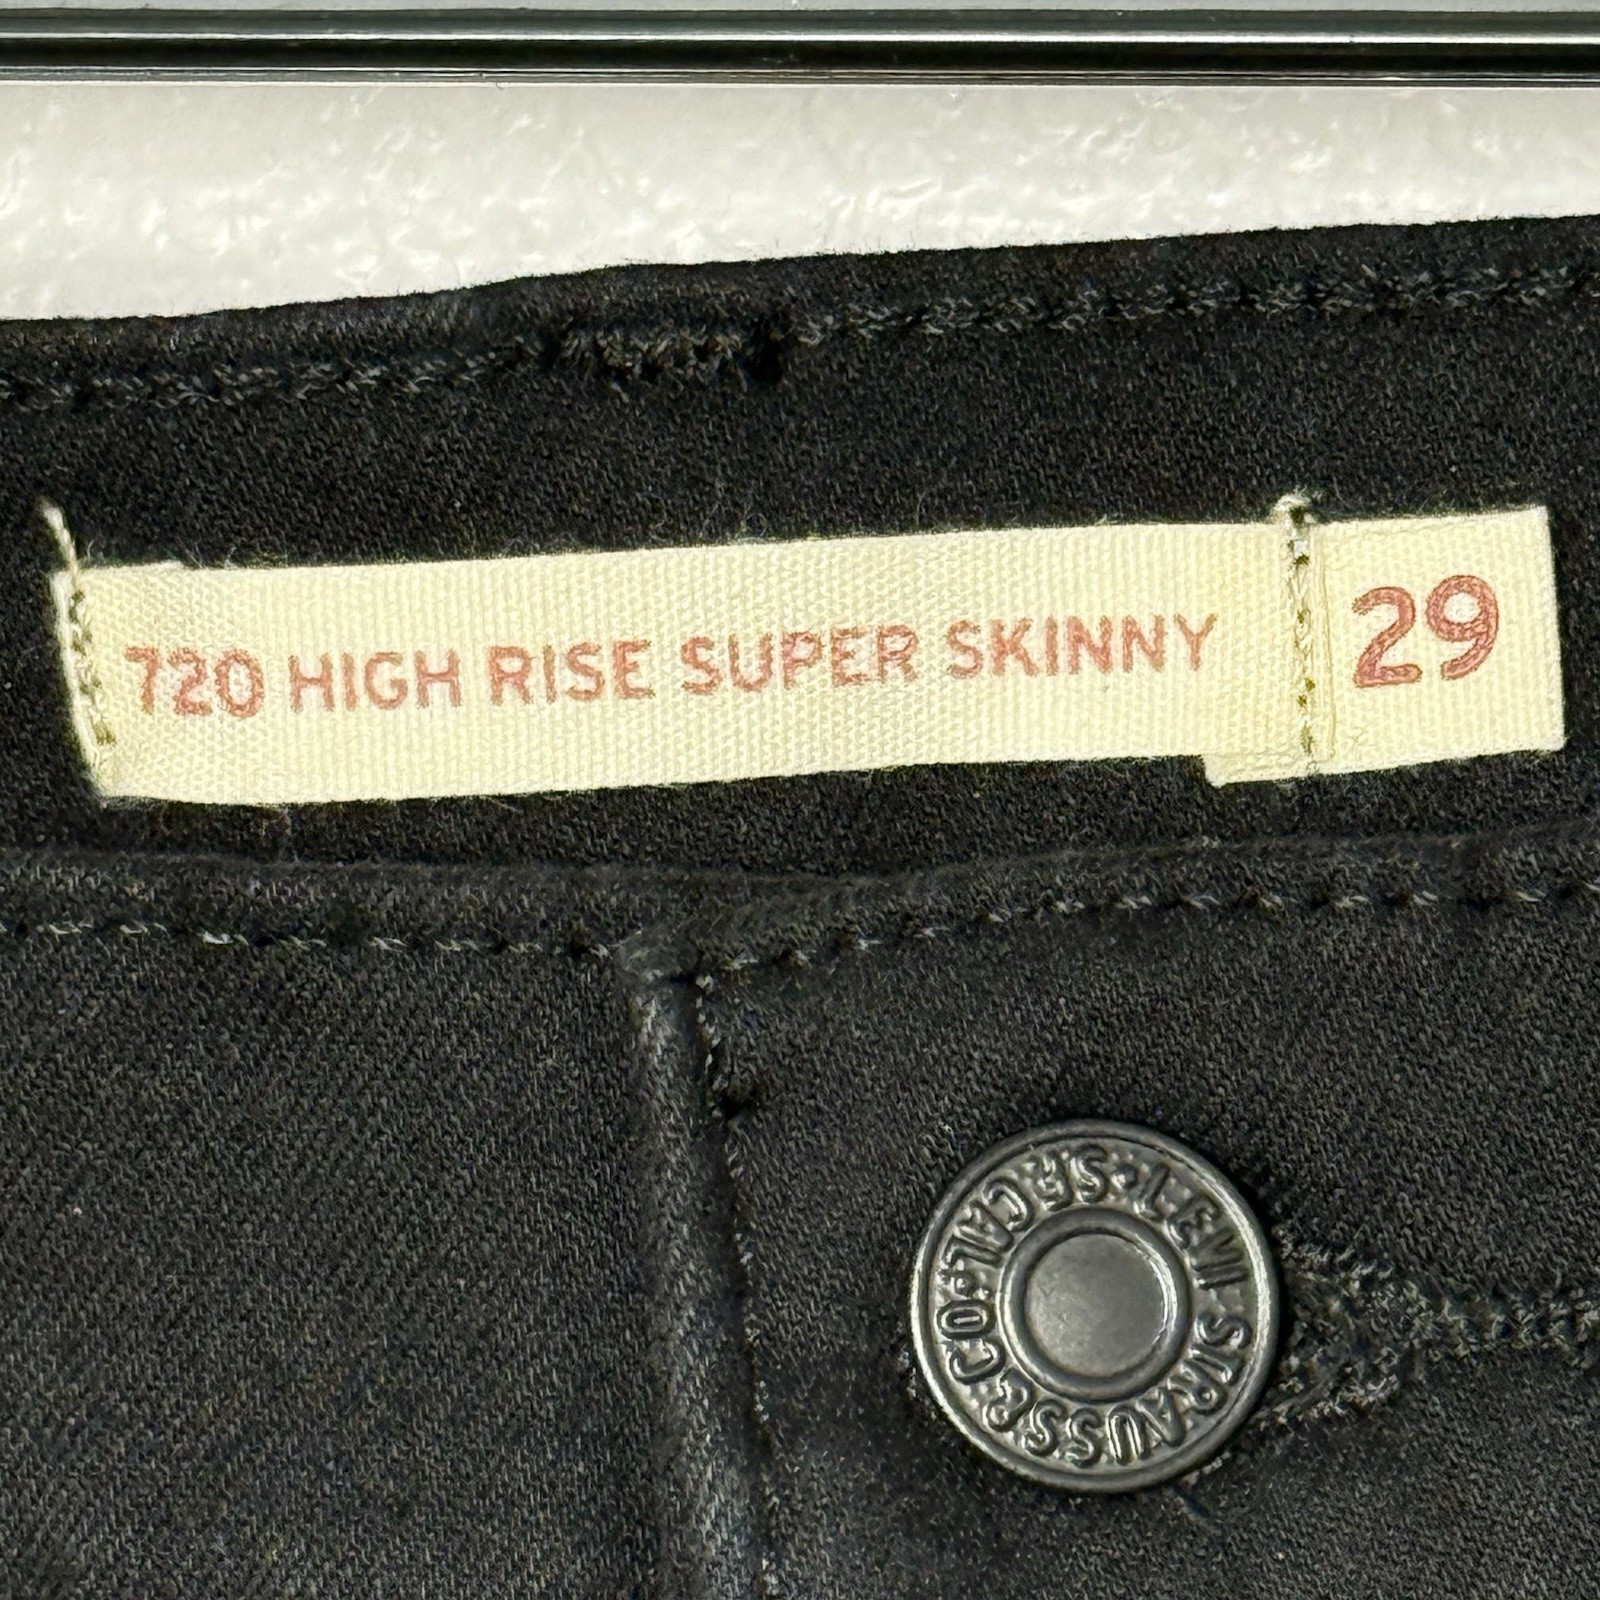 720 HIGH RISE SUPER SKINNY
29
LEVI STRAUSS & CO. S.F. CAL.